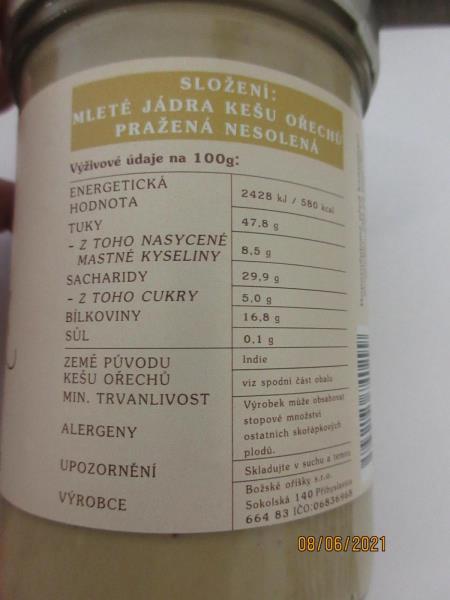 SLOŽENÍ:
MLETÉ JÁDRA KEŠU OŘECHŮ
PRAŽENÁ NESOLENÁ
Výživové údaje na 100g:
ENERGETICKÁ
HODNOTA
2428 kJ / 580 kcal
TUKY
47,8 g
- Z TOHO NASYCENÉ
MASTNÉ KYSELINY
8,5 g
SACHARIDY
29,9 g
- Z TOHO CUKRY
5,0 g
BÍLKOVINY
16,8 g
SŮL
0,1 g
ZEMĚ PŮVODU
KEŠU OŘECHŮ
Indie
MIN. TRVANLIVOST
viz spodní část obalu
ALERGENY
Výrobek může obsahovat
stopové množství
ostatních skořápkových
plodů.
UPOZORNĚNÍ
Skladujte v suchu a temnu
VÝROBCE
Božské oříšky s.r.o.
Sokolská 140 Přibyslavice
664 83 IČO:06836968
08/06/2021